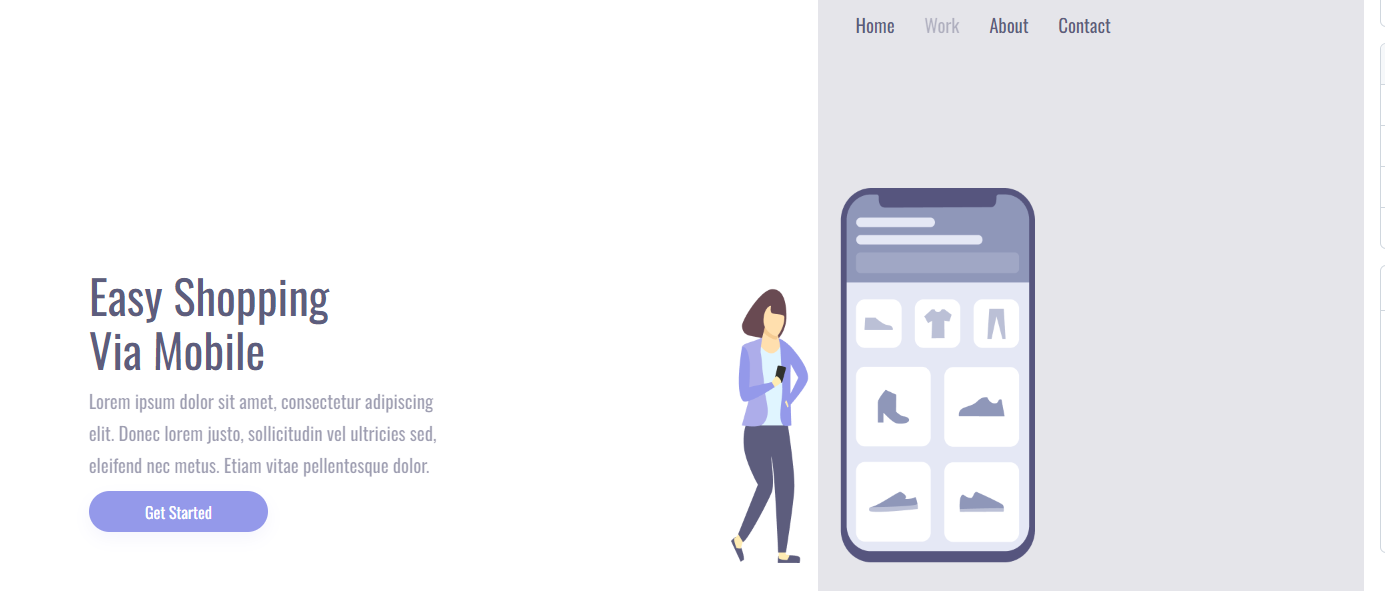 Home Work About Contact
Easy Shopping
Via Mobile
Lorem ipsum dolor sit amet, consectetur adipiscing
elit. Donec lorem justo, sollicitudin vel ultricies sed,
eleifend nec metus. Etiam vitae pellentesque dolor.
Get Started